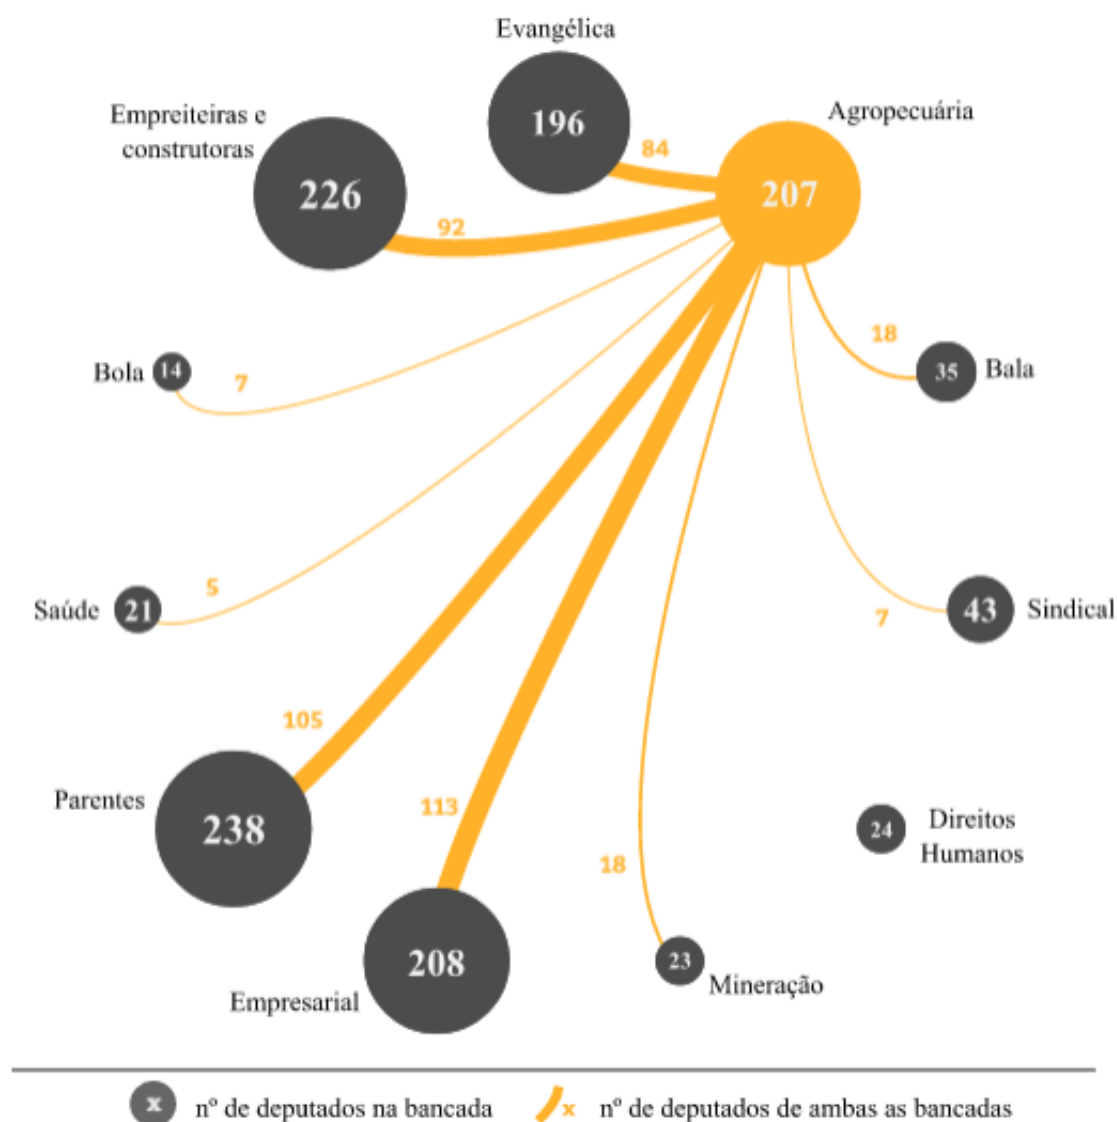 Evangélica
196
Empreiteiras e
construtoras
226
Agropecuária
207
84
92
18
Bola
14
7
35
Bala
Saúde
21
5
7
43
Sindical
105
Parentes
238
113
18
24
Direitos
Humanos
208
Empresarial
23
Mineração
x nº de deputados na bancada
x nº de deputados de ambas as bancadas